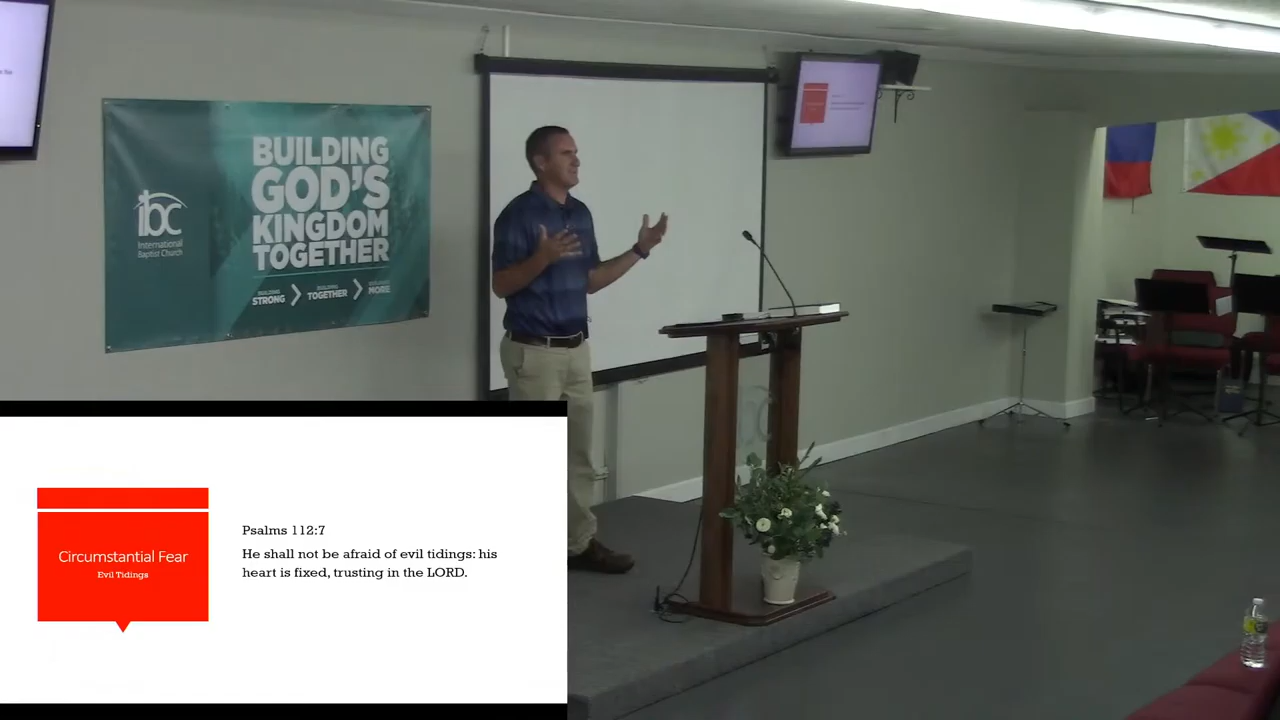 BUILDING
GOD'S
KINGDOM
TOGETHER
ibc
International
Baptist Church
BUILDING
STRONG
BUILDING
TOGETHER
MORE
Circumstantial Fear
Evil Tidings
Psalms 112:7
He shall not be afraid of evil tidings: his
heart is fixed, trusting in the LORD.